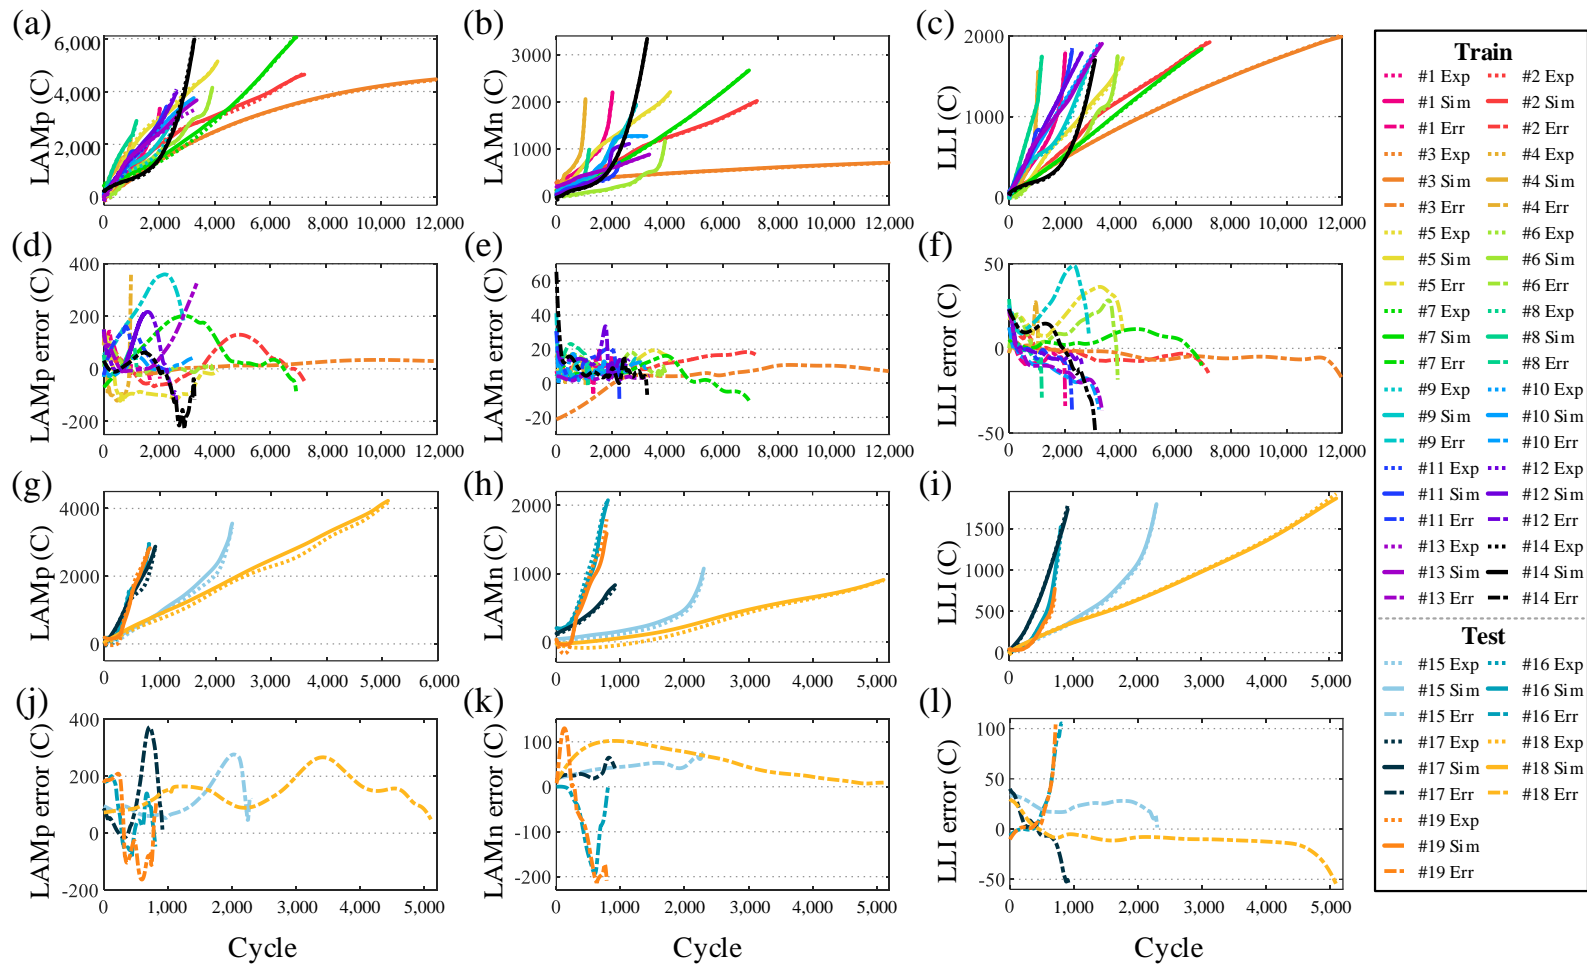 (a)
LAMp (C)
6,000
4,000
2,000
0
0 2,000 4,000 6,000 8,000 10,000 12,000
(b)
LAMn (C)
3000
2000
1000
0
0 2,000 4,000 6,000 8,000 10,000 12,000
(c)
LLI (C)
2000
1000
0
0 2,000 4,000 6,000 8,000 10,000 12,000
(d)
LAMp error (C)
400
200
0
-200
0 2,000 4,000 6,000 8,000 10,000 12,000
(e)
LAMn error (C)
60
40
20
0
-20
0 2,000 4,000 6,000 8,000 10,000 12,000
(f)
LLI error (C)
50
0
-50
0 2,000 4,000 6,000 8,000 10,000 12,000
(g)
LAMp (C)
4000
2000
0
0 1,000 2,000 3,000 4,000 5,000 6,000
(h)
LAMn (C)
2000
1000
0
0 1,000 2,000 3,000 4,000 5,000
(i)
LLI (C)
1500
1000
500
0
0 1,000 2,000 3,000 4,000 5,000
(j)
LAMp error (C)
400
200
0
-200
0 1,000 2,000 3,000 4,000 5,000
Cycle
(k)
LAMn error (C)
100
0
-100
-200
0 1,000 2,000 3,000 4,000 5,000
Cycle
(l)
LLI error (C)
100
50
0
-50
0 1,000 2,000 3,000 4,000 5,000
Cycle
Train
#1 Exp #2 Exp
#1 Sim #2 Sim
#1 Err #2 Err
#3 Exp #4 Exp
#3 Sim #4 Sim
#3 Err #4 Err
#5 Exp #6 Exp
#5 Sim #6 Sim
#5 Err #6 Err
#7 Exp #8 Exp
#7 Sim #8 Sim
#7 Err #8 Err
#9 Exp #10 Exp
#9 Sim #10 Sim
#9 Err #10 Err
#11 Exp #12 Exp
#11 Sim #12 Sim
#11 Err #12 Err
#13 Exp #14 Exp
#13 Sim #14 Sim
#13 Err #14 Err
Test
#15 Exp #16 Exp
#15 Sim #16 Sim
#15 Err #16 Err
#17 Exp #18 Exp
#17 Sim #18 Sim
#17 Err #18 Err
#19 Exp
#19 Sim
#19 Err